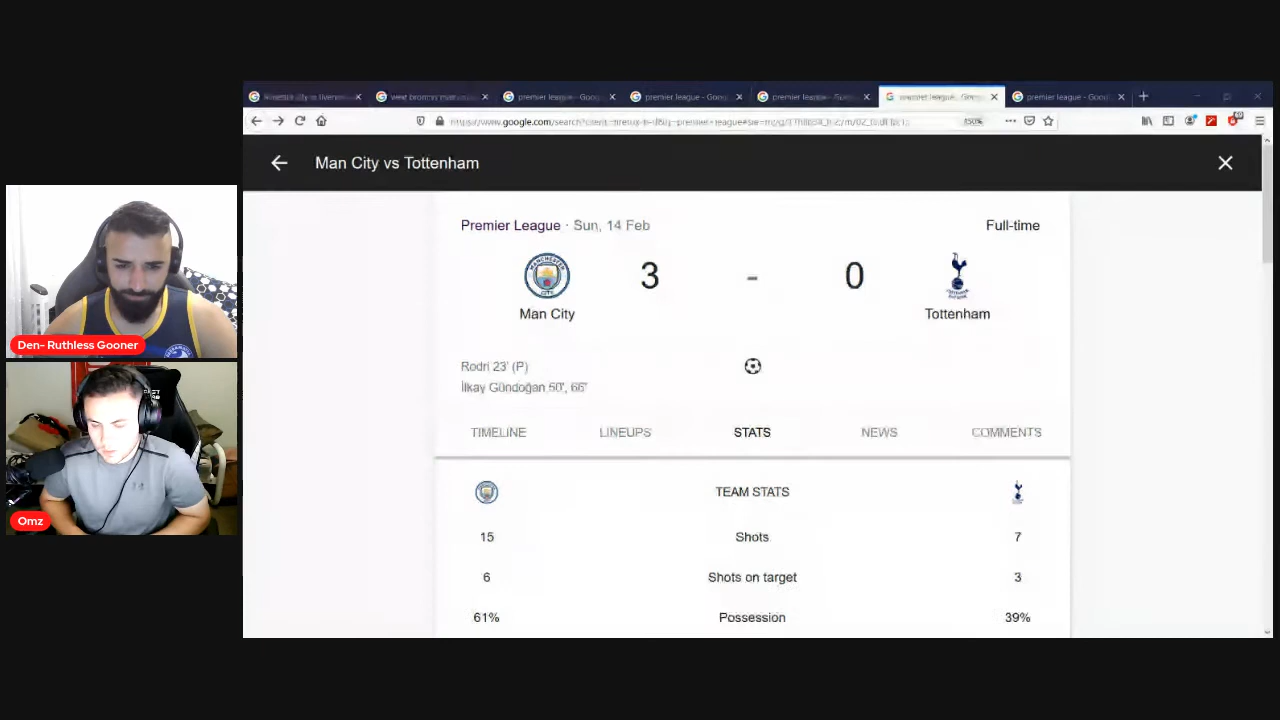 premier league - Goo
premier league - Goo
premier league - Goo
premier league - Goo
Man City vs Tottenham
Premier League · Sun, 14 Feb
Full-time
3 - 0
Man City
Tottenham
Rodri 23' (P)
İlkay Gündoğan 50', 66'
TIMELINE LINEUPS STATS NEWS COMMENTS
TEAM STATS
15 Shots 7
6 Shots on target 3
61% Possession 39%
Den- Ruthless Gooner
Omz